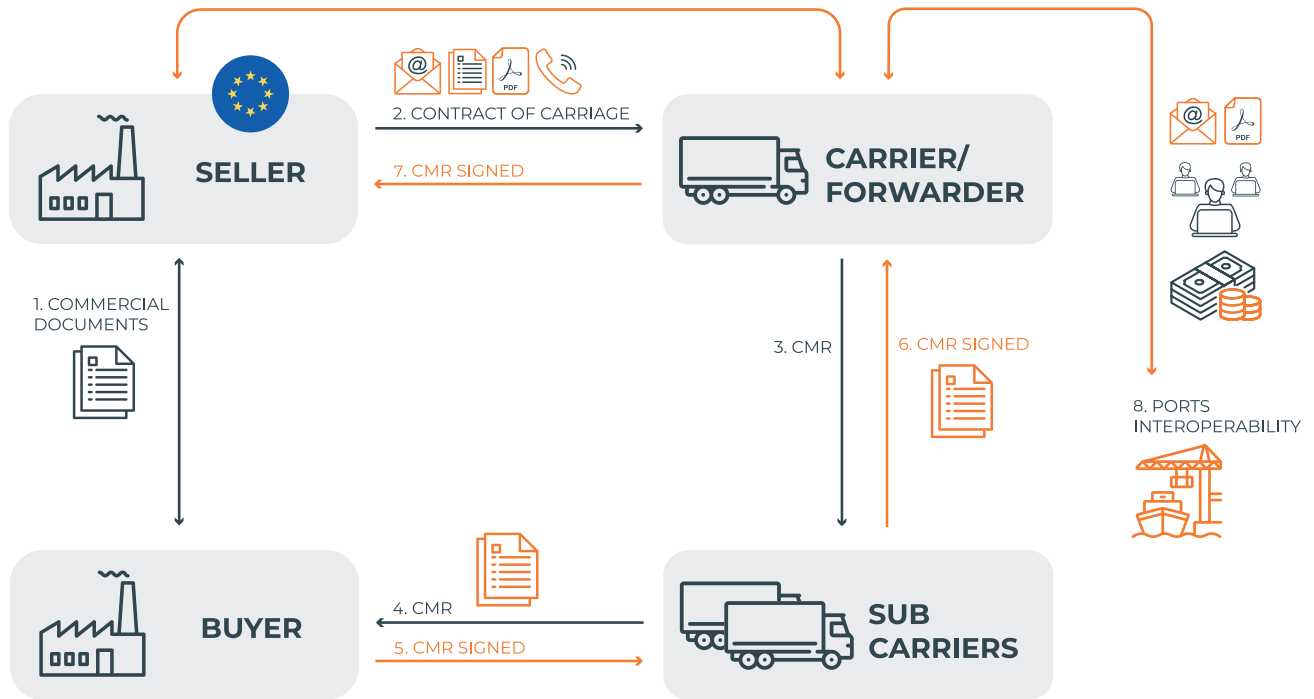 @
PDF
2. CONTRACT OF CARRIAGE
SELLER
7. CMR SIGNED
CARRIER/
FORWARDER
@
PDF
1. COMMERCIAL
DOCUMENTS
3. CMR
6. CMR SIGNED
8. PORTS
INTEROPERABILITY
BUYER
4. CMR
5. CMR SIGNED
SUB
CARRIERS